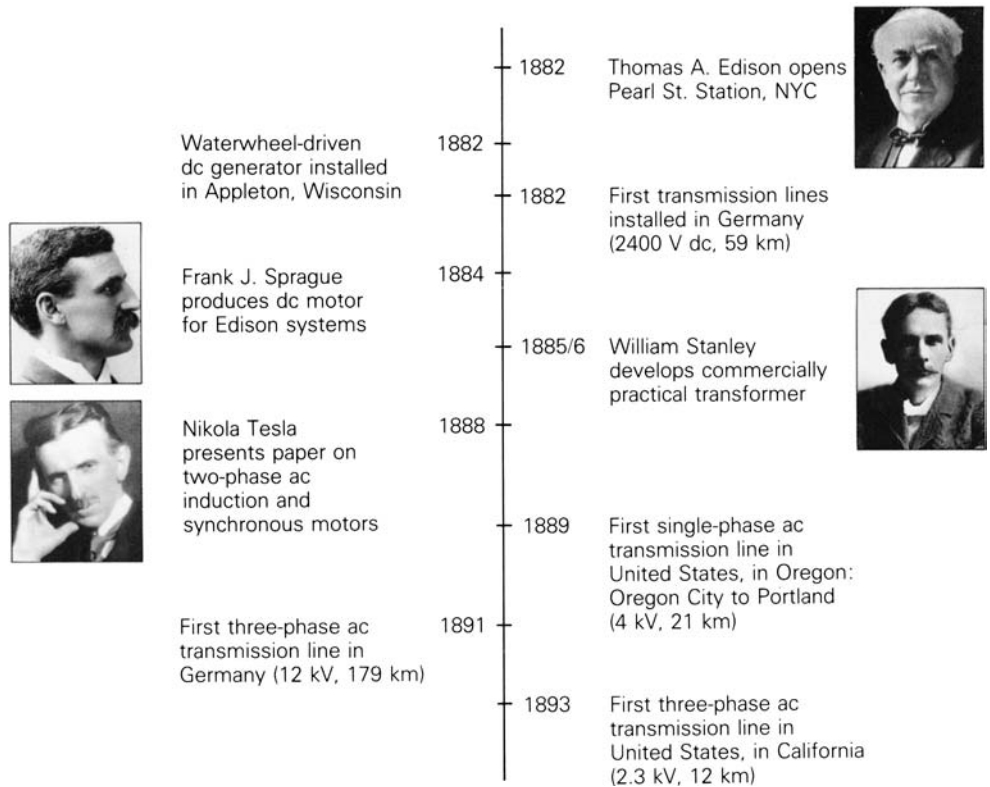 1882
Thomas A. Edison opens
Pearl St. Station, NYC
Waterwheel-driven
dc generator installed
in Appleton, Wisconsin
1882
1882
First transmission lines
installed in Germany
(2400 V dc, 59 km)
Frank J. Sprague
produces dc motor
for Edison systems
1884
1885/6
William Stanley
develops commercially
practical transformer
Nikola Tesla
presents paper on
two-phase ac
induction and
synchronous motors
1888
1889
First single-phase ac
transmission line in
United States, in Oregon:
Oregon City to Portland
(4 kV, 21 km)
First three-phase ac
transmission line in
Germany (12 kV, 179 km)
1891
1893
First three-phase ac
transmission line in
United States, in California
(2.3 kV, 12 km)